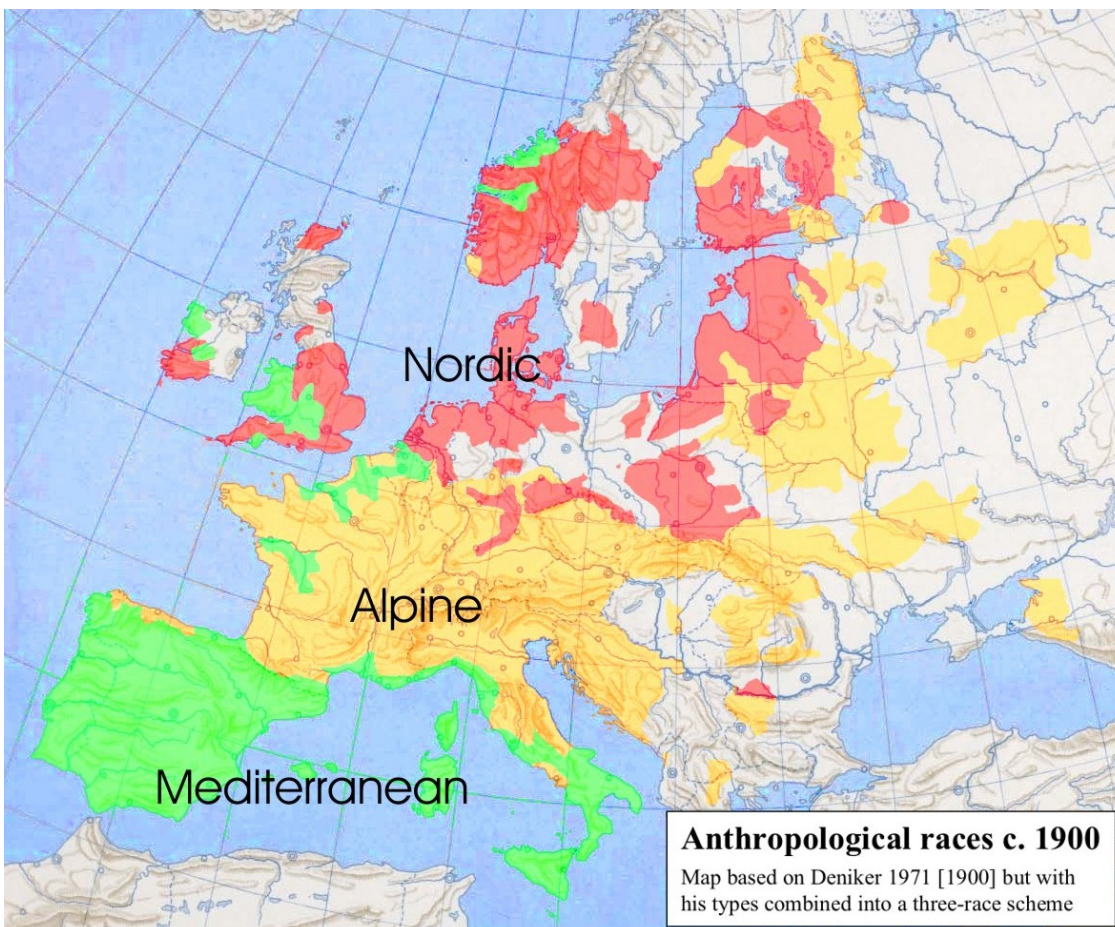 Nordic
Alpine
Mediterranean
Anthropological races c. 1900
Map based on Deniker 1971 [1900] but with
his types combined into a three-race scheme